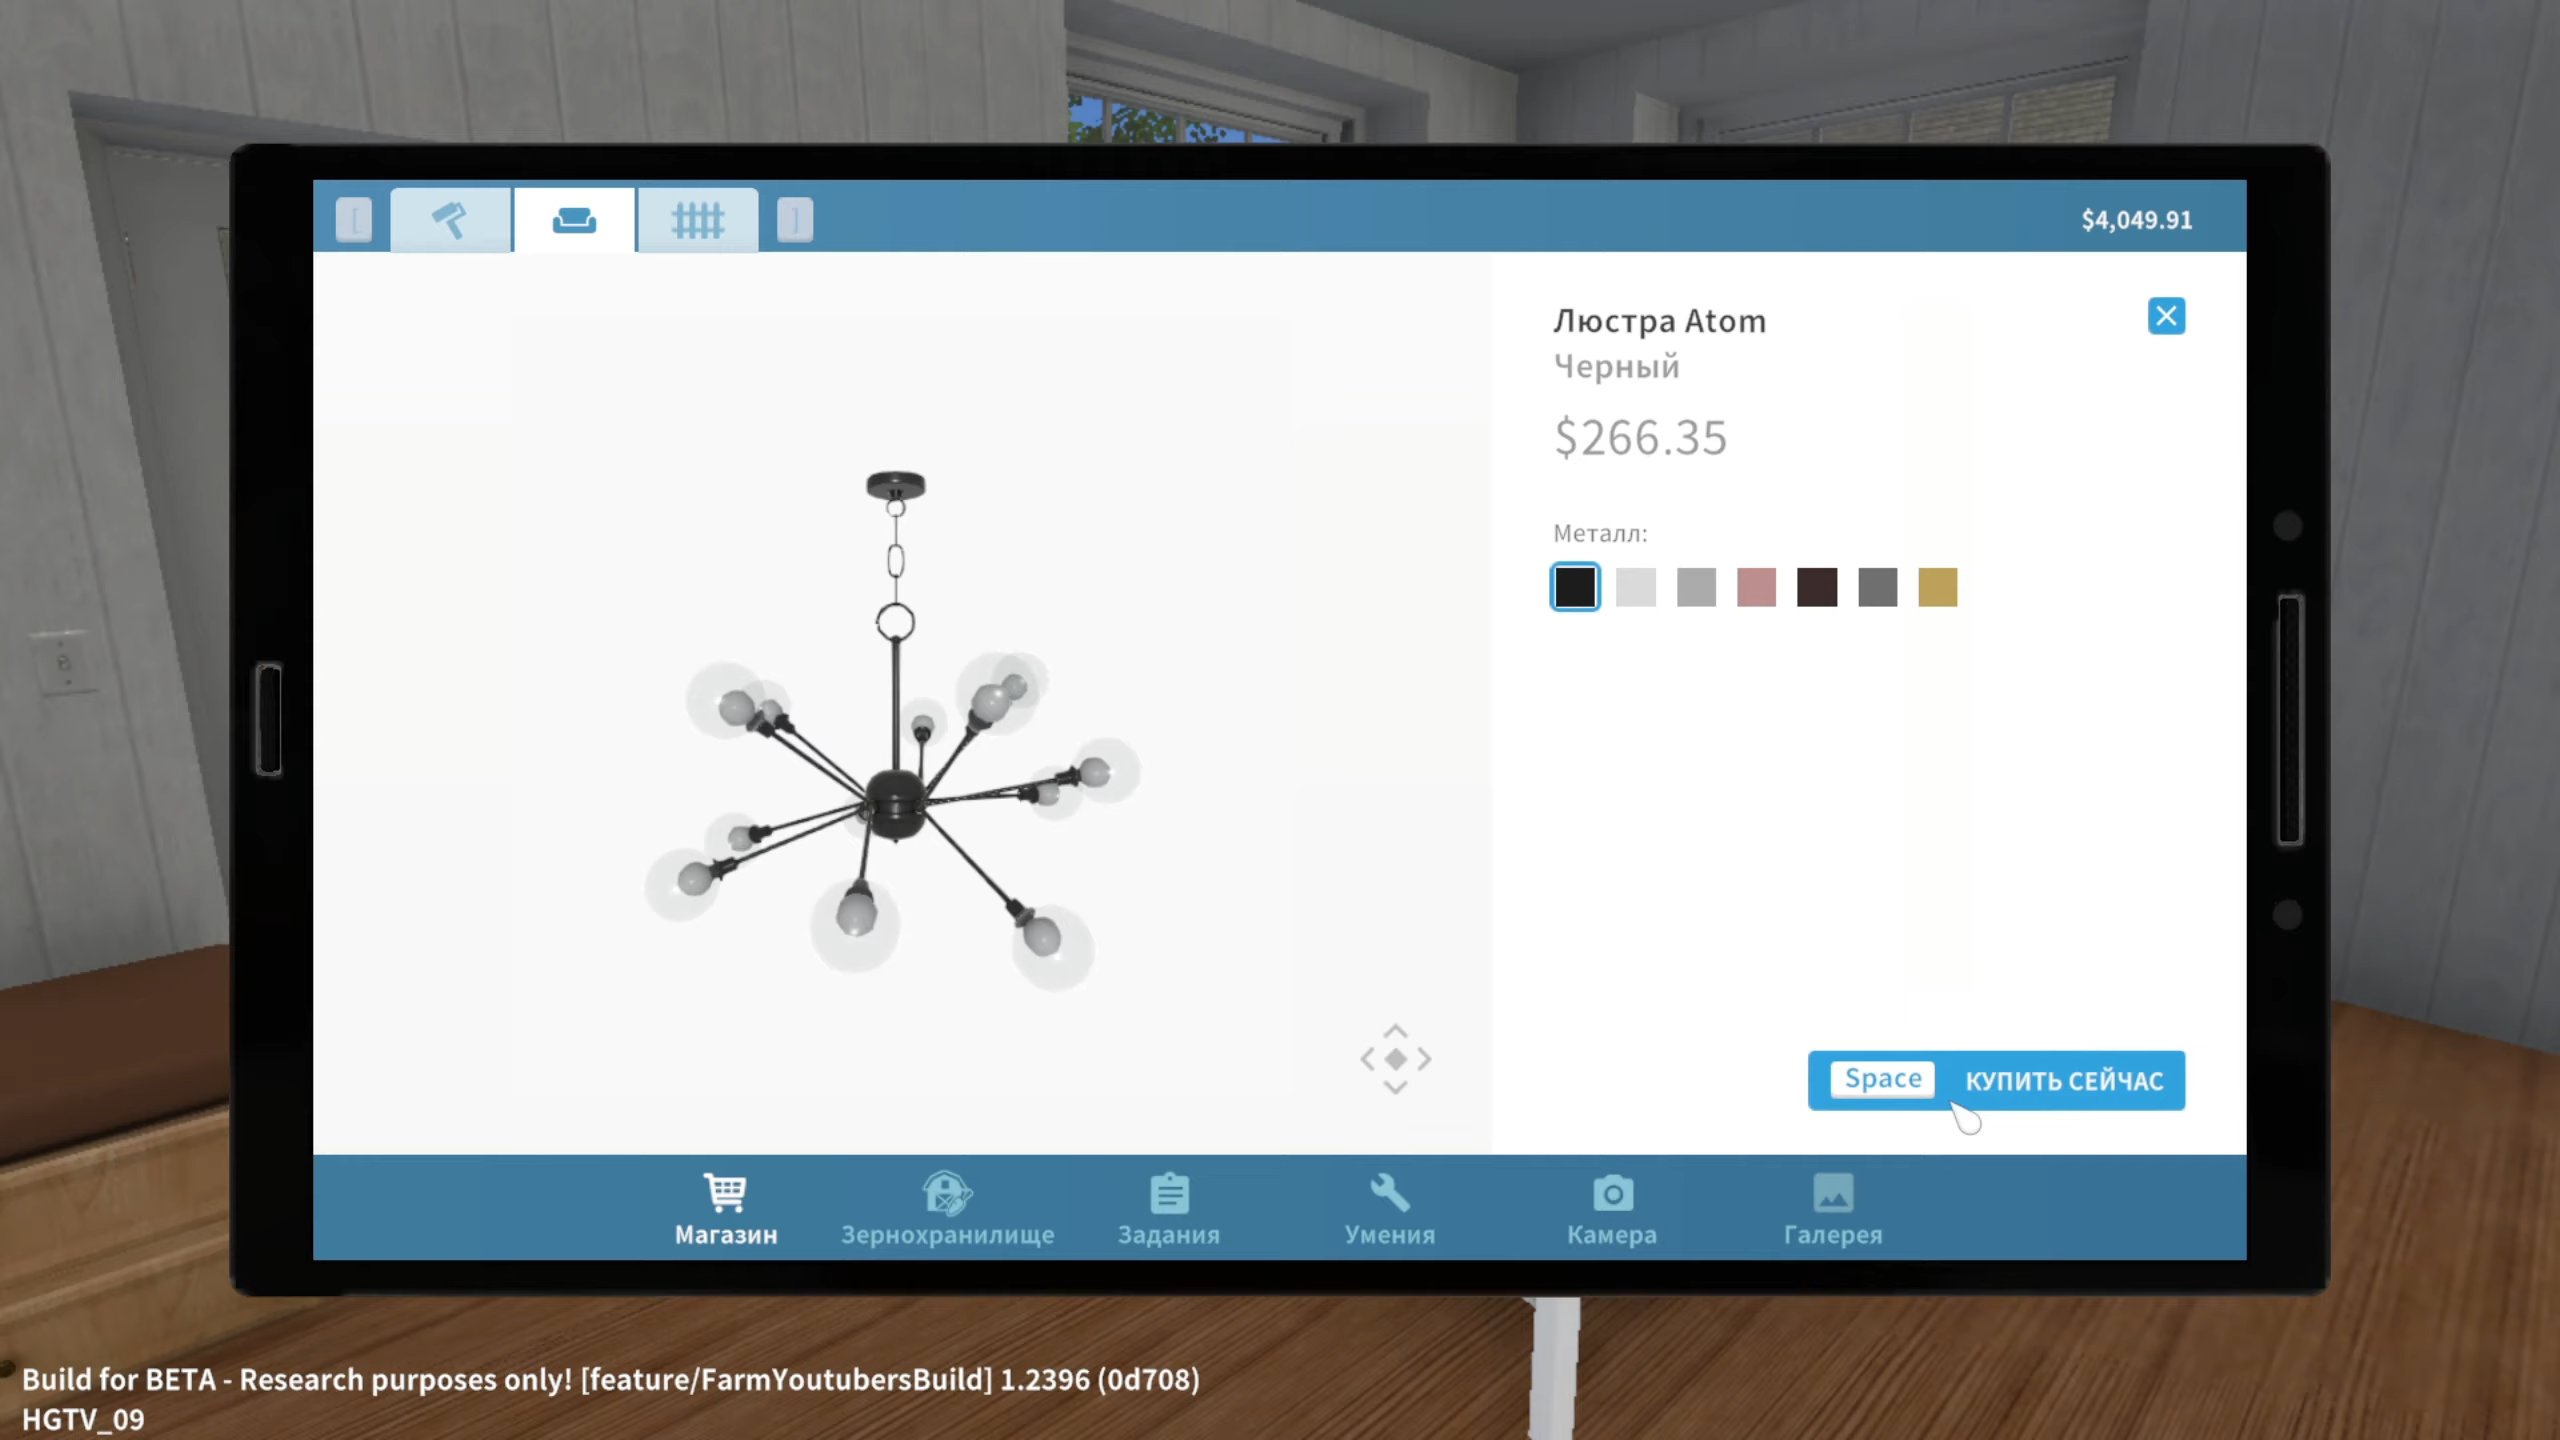 [
]
$4,049.91
Люстра Atom
Черный
$266.35
Металл:
Space КУПИТЬ СЕЙЧАС
Магазин
Зернохранилище
Задания
Умения
Камера
Галерея
Build for BETA - Research purposes only! [feature/FarmYoutubersBuild] 1.2396 (0d708)
HGTV_09